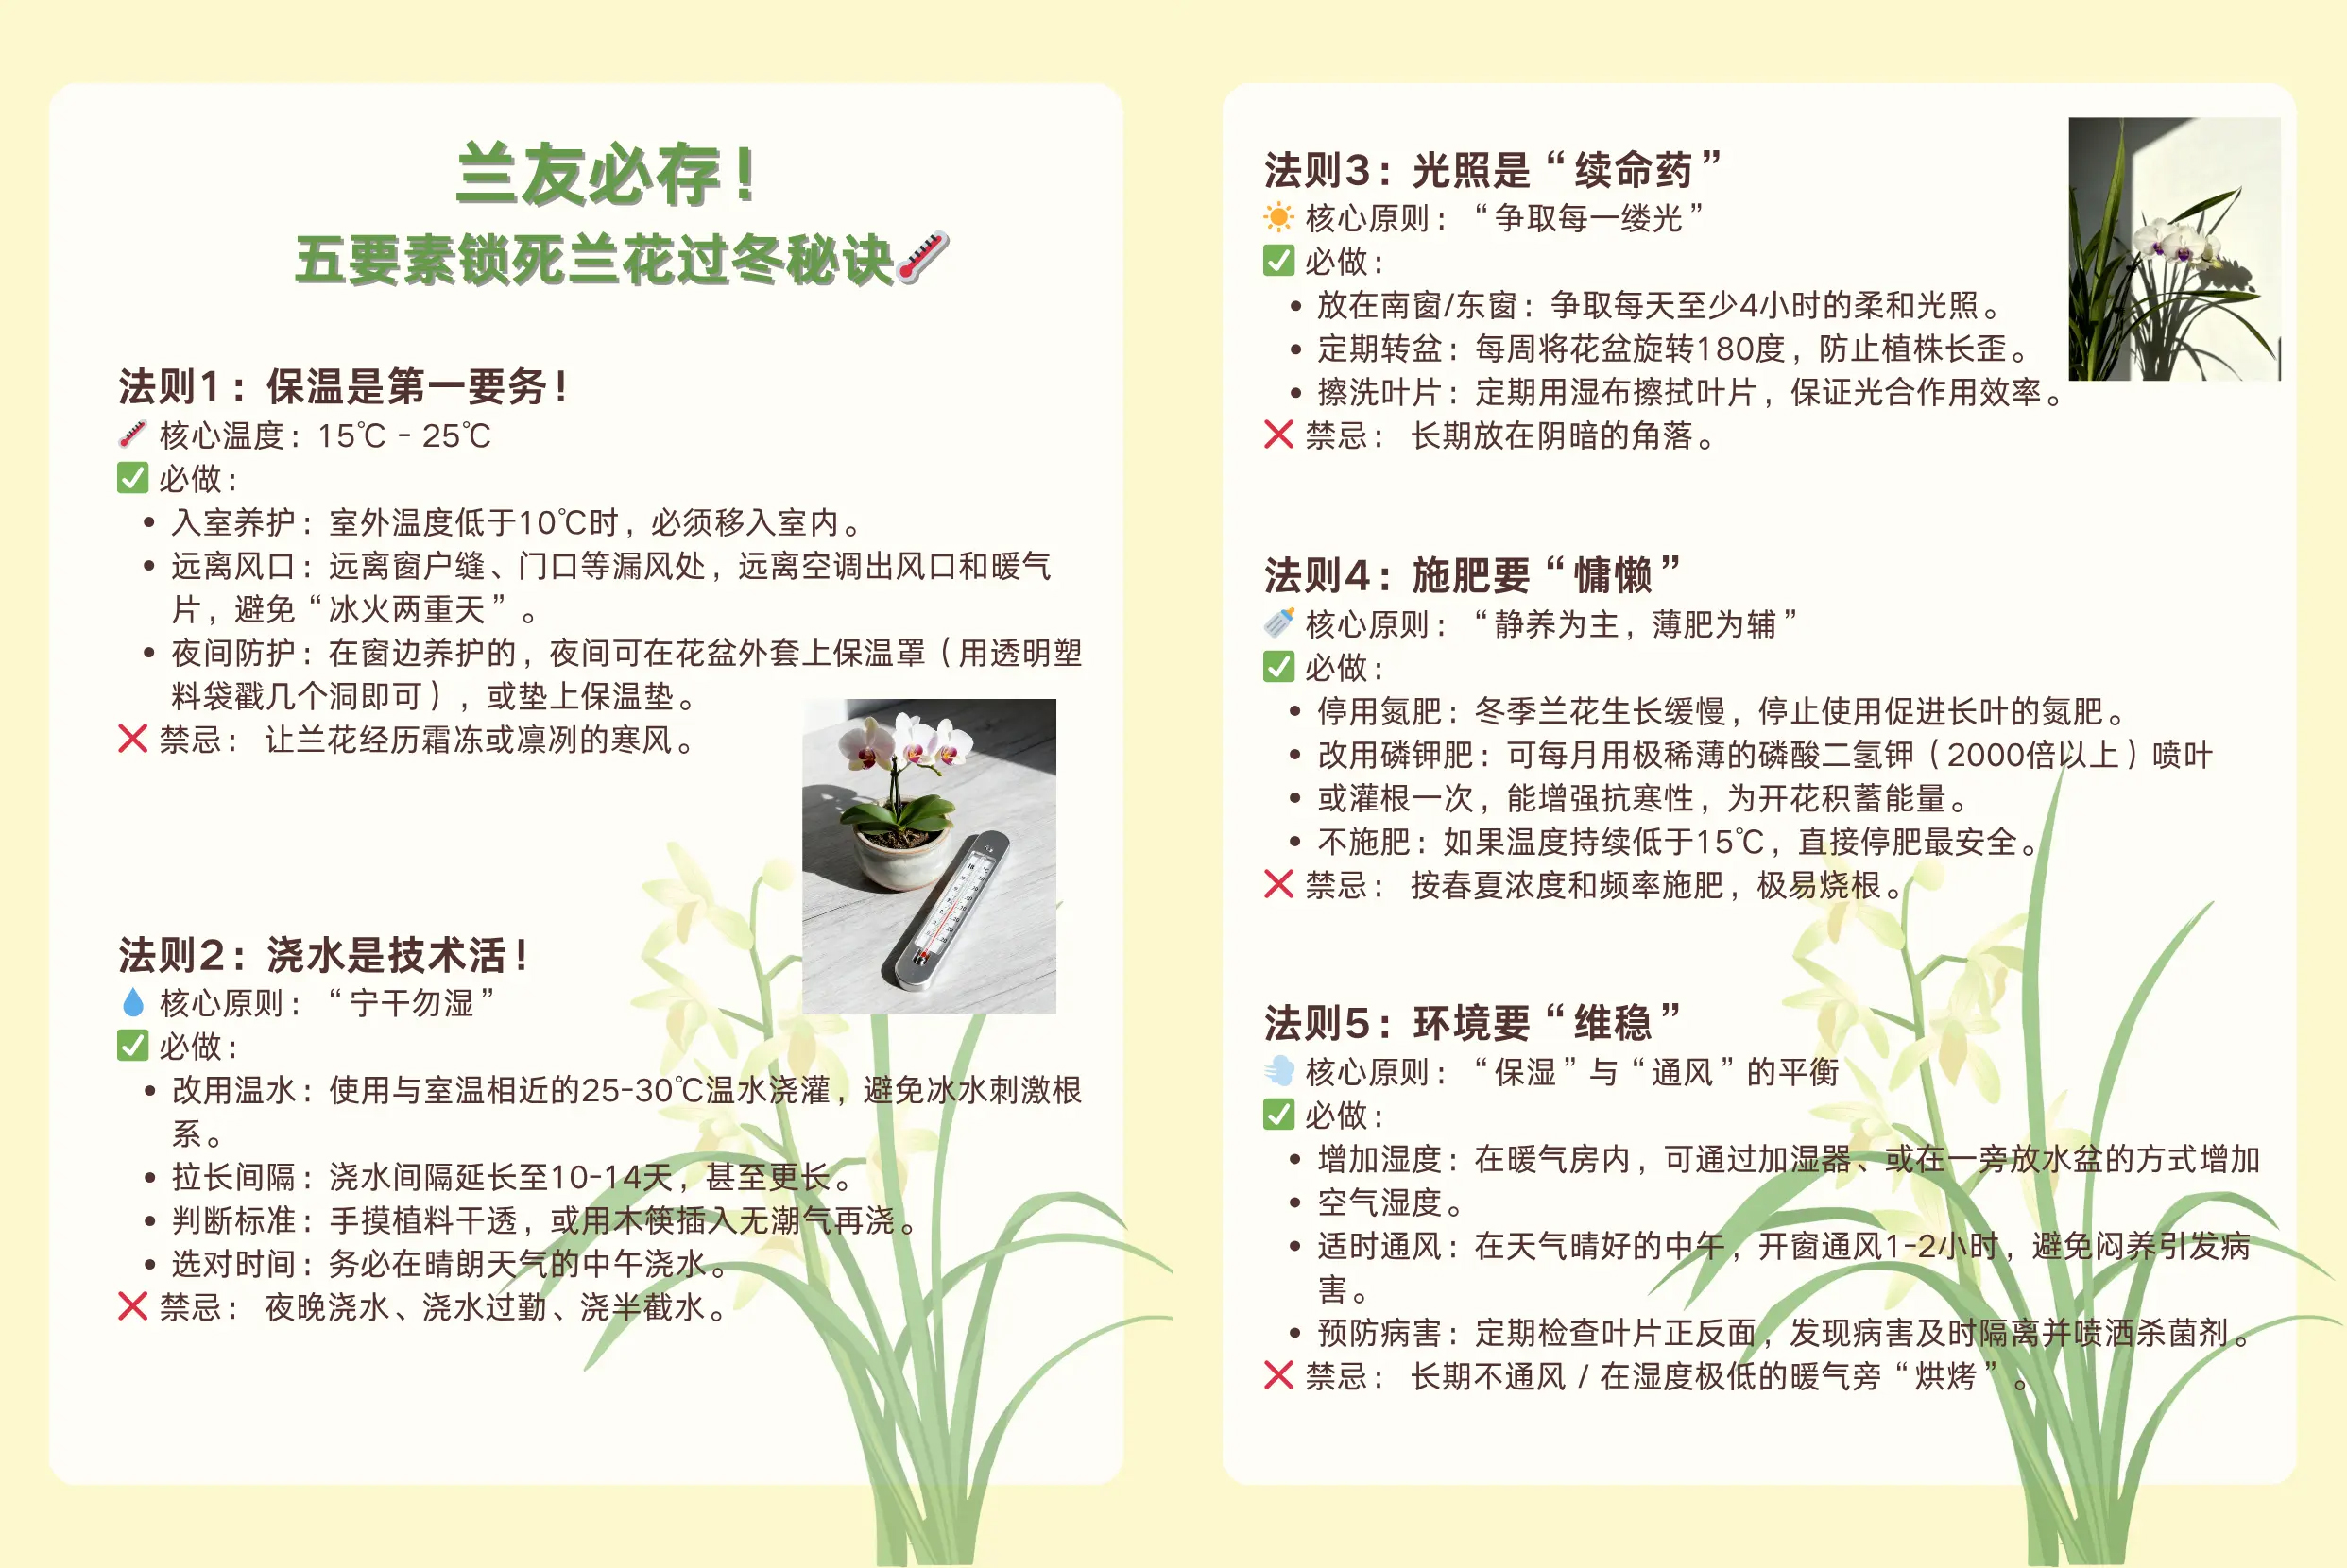 兰友必存！
五要素锁死兰花过冬秘诀🌡️
法则1：保温是第一要务！
🌡️ 核心温度：15℃ - 25℃
✅ 必做：
• 入室养护：室外温度低于10℃时，必须移入室内。
• 远离风口：远离窗户缝、门口等漏风处，远离空调出风口和暖气
片，避免“冰火两重天”。
• 夜间防护：在窗边养护的，夜间可在花盆外套上保温罩（用透明塑
料袋戳几个洞即可），或垫上保温垫。
❌ 禁忌： 让兰花经历霜冻或凛冽的寒风。
法则2：浇水是技术活！
💧 核心原则：“宁干勿湿”
✅ 必做：
• 改用温水：使用与室温相近的25-30℃温水浇灌，避免冰水刺激根
系。
• 拉长间隔：浇水间隔延长至10-14天，甚至更长。
• 判断标准：手摸植料干透，或用木筷插入无潮气再浇。
• 选对时间：务必在晴朗天气的中午浇水。
❌ 禁忌： 夜晚浇水、浇水过勤、浇半截水。
法则3：光照是“续命药”
☀️ 核心原则：“争取每一缕光”
✅ 必做：
• 放在南窗/东窗：争取每天至少4小时的柔和光照。
• 定期转盆：每周将花盆旋转180度，防止植株长歪。
• 擦洗叶片：定期用湿布擦拭叶片，保证光合作用效率。
❌ 禁忌： 长期放在阴暗的角落。
法则4：施肥要“慵懒”
🍼 核心原则：“静养为主，薄肥为辅”
✅ 必做：
• 停用氮肥：冬季兰花生长缓慢，停止使用促进长叶的氮肥。
• 改用磷钾肥：可每月用极稀薄的磷酸二氢钾（2000倍以上）喷叶
• 或灌根一次，能增强抗寒性，为开花积蓄能量。
• 不施肥：如果温度持续低于15℃，直接停肥最安全。
❌ 禁忌： 按春夏浓度和频率施肥，极易烧根。
法则5：环境要“维稳”
💨 核心原则：“保湿”与“通风”的平衡
✅ 必做：
• 增加湿度：在暖气房内，可通过加湿器、或在一旁放水盆的方式增加
• 空气湿度。
• 适时通风：在天气晴好的中午，开窗通风1-2小时，避免闷养引发病
害。
• 预防病害：定期检查叶片正反面，发现病害及时隔离并喷洒杀菌剂。
❌ 禁忌： 长期不通风 / 在湿度极低的暖气旁“烘烤”。